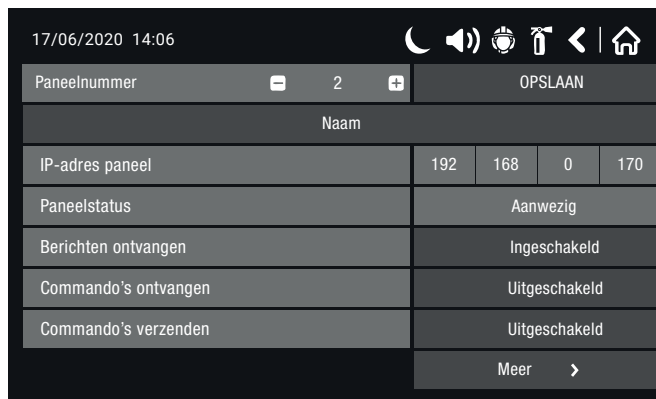 17/06/2020 14:06
Paneelnummer 2 OPSLAAN
Naam
IP-adres paneel 192 168 0 170
Paneelstatus Aanwezig
Berichten ontvangen Ingeschakeld
Commando's ontvangen Uitgeschakeld
Commando's verzenden Uitgeschakeld
Meer